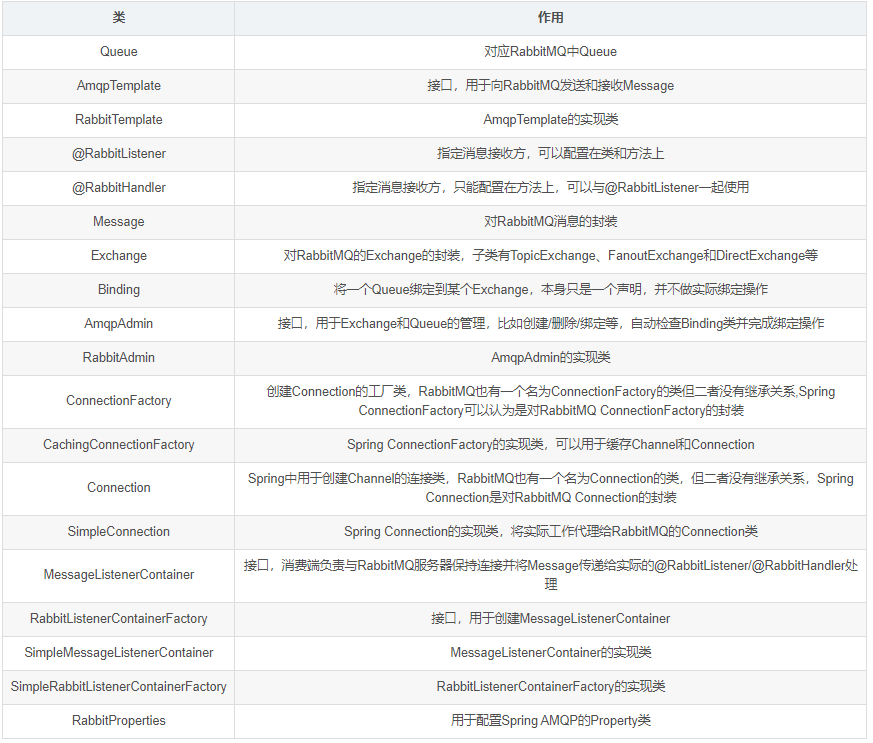 类 作用
Queue 对应RabbitMQ中Queue
AmqpTemplate 接口，用于向RabbitMQ发送和接收Message
RabbitTemplate AmqpTemplate的实现类
@RabbitListener 指定消息接收方，可以配置在类和方法上
@RabbitHandler 指定消息接收方，只能配置在方法上，可以与@RabbitListener一起使用
Message 对RabbitMQ消息的封装
Exchange 对RabbitMQ的Exchange的封装，子类有TopicExchange、FanoutExchange和DirectExchange等
Binding 将一个Queue绑定到某个Exchange，本身只是一个声明，并不做实际绑定操作
AmqpAdmin 接口，用于Exchange和Queue的管理，比如创建/删除/绑定等，自动检查Binding类并完成绑定操作
RabbitAdmin AmqpAdmin的实现类
ConnectionFactory 创建Connection的工厂类，RabbitMQ也有一个名为ConnectionFactory的类但二者没有继承关系,Spring
ConnectionFactory可以认为是对RabbitMQ ConnectionFactory的封装
CachingConnectionFactory Spring ConnectionFactory的实现类，可以用于缓存Channel和Connection
Connection Spring中用于创建Channel的连接类，RabbitMQ也有一个名为Connection的类，但二者没有继承关系，Spring
Connection是对RabbitMQ Connection的封装
SimpleConnection Spring Connection的实现类，将实际工作代理给RabbitMQ的Connection类
MessageListenerContainer 接口，消费端负责与RabbitMQ服务器保持连接并将Message传递给实际的@RabbitListener/@RabbitHandler处
理
RabbitListenerContainerFactory 接口，用于创建MessageListenerContainer
SimpleMessageListenerContainer MessageListenerContainer的实现类
SimpleRabbitListenerContainerFactory RabbitListenerContainerFactory的实现类
RabbitProperties 用于配置Spring AMQP的Property类